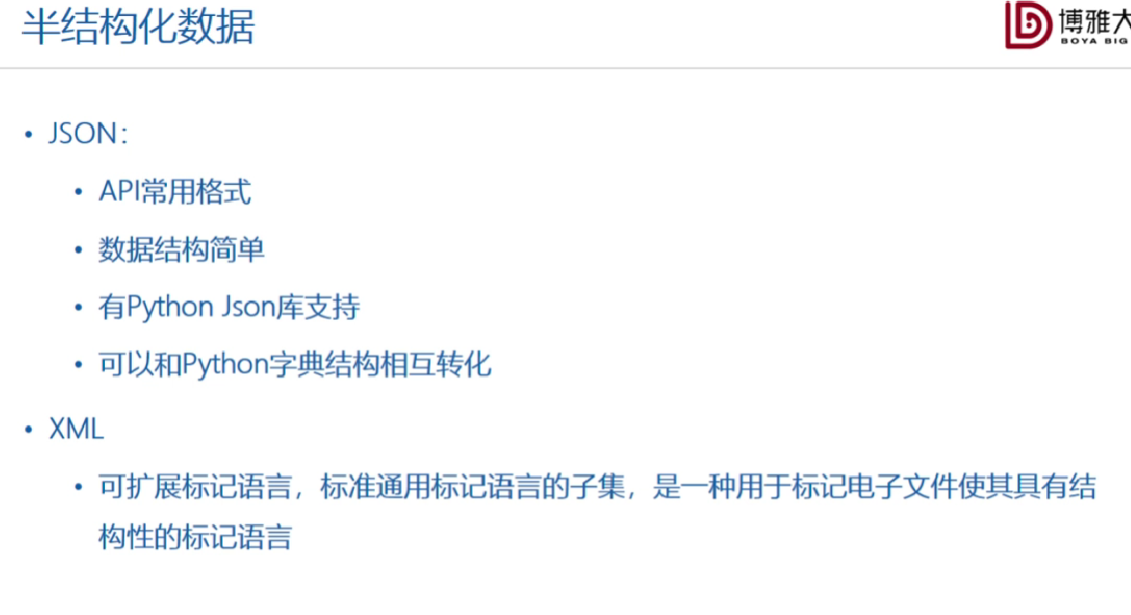 半结构化数据
博雅大
BOYA BIG
• JSON：
• API常用格式
• 数据结构简单
• 有Python Json库支持
• 可以和Python字典结构相互转化
• XML
• 可扩展标记语言，标准通用标记语言的子集，是一种用于标记电子文件使其具有结
构性的标记语言